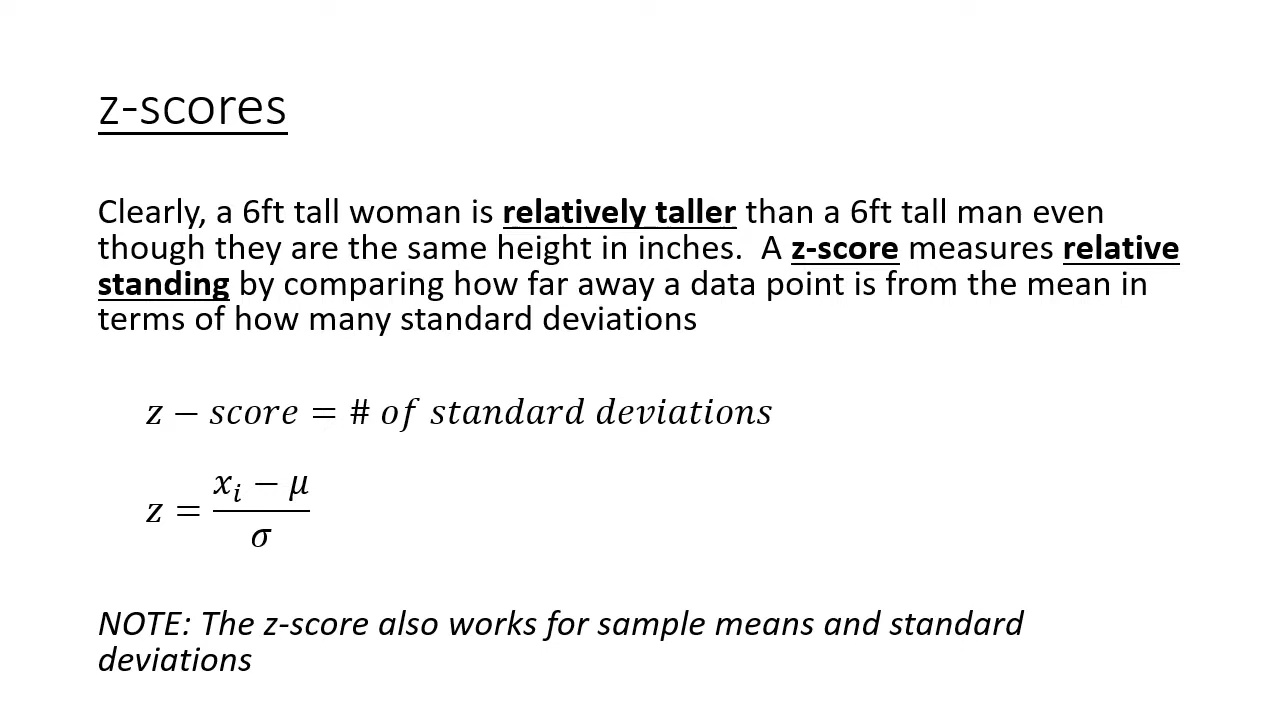 z-scores
Clearly, a 6ft tall woman is relatively taller than a 6ft tall man even
though they are the same height in inches.  A z-score measures relative
standing by comparing how far away a data point is from the mean in
terms of how many standard deviations
z − score = # of standard deviations
z = (xᵢ − μ) / σ
NOTE: The z-score also works for sample means and standard
deviations